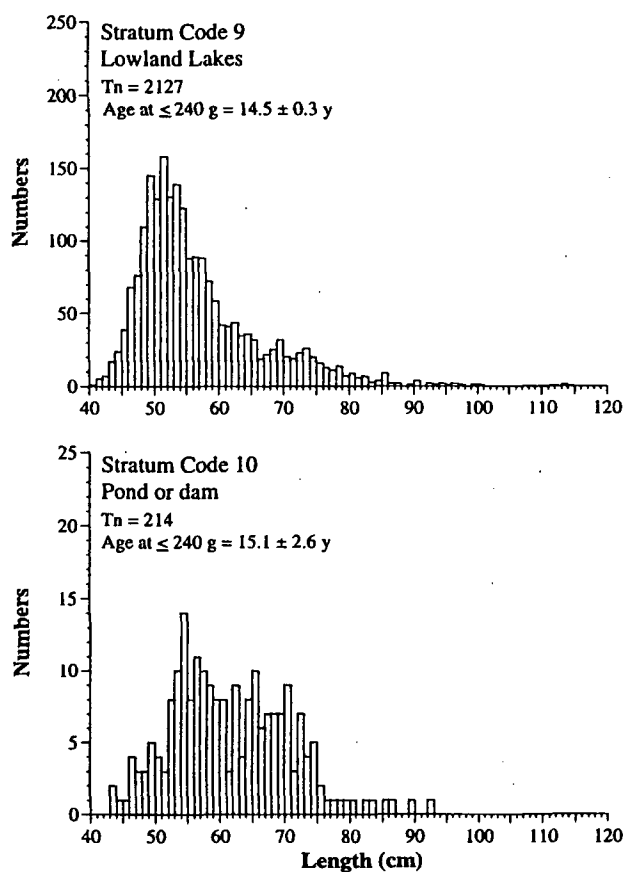 250
Stratum Code 9
Lowland Lakes
Tn = 2127
Age at ≤ 240 g = 14.5 ± 0.3 y
200
150
100
50
0
Numbers
40 50 60 70 80 90 100 110 120
25
Stratum Code 10
Pond or dam
Tn = 214
Age at ≤ 240 g = 15.1 ± 2.6 y
20
15
10
5
0
Numbers
40 50 60 70 80 90 100 110 120
Length (cm)